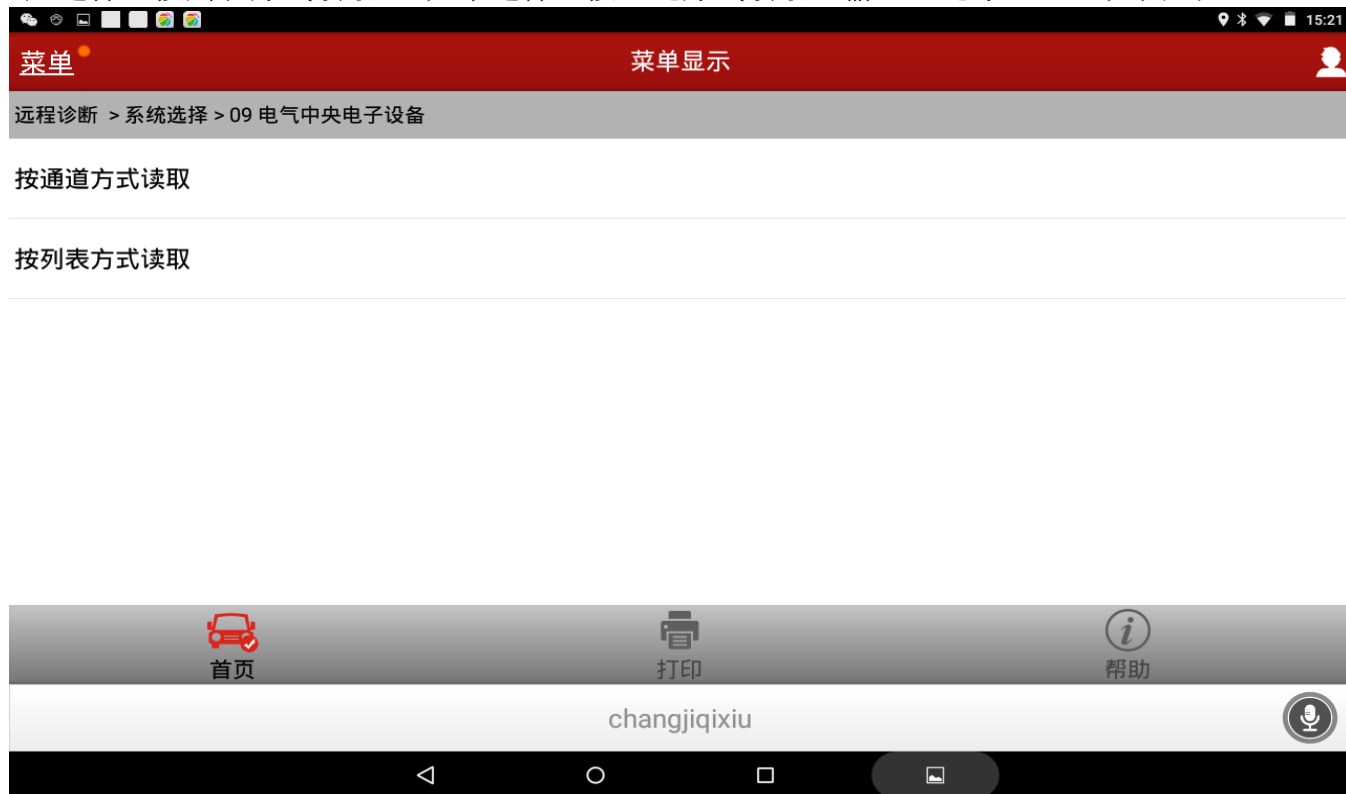 15:21
菜单
菜单显示
远程诊断 > 系统选择 > 09 电气中央电子设备
按通道方式读取
按列表方式读取
首页
打印
帮助
changjiqixiu